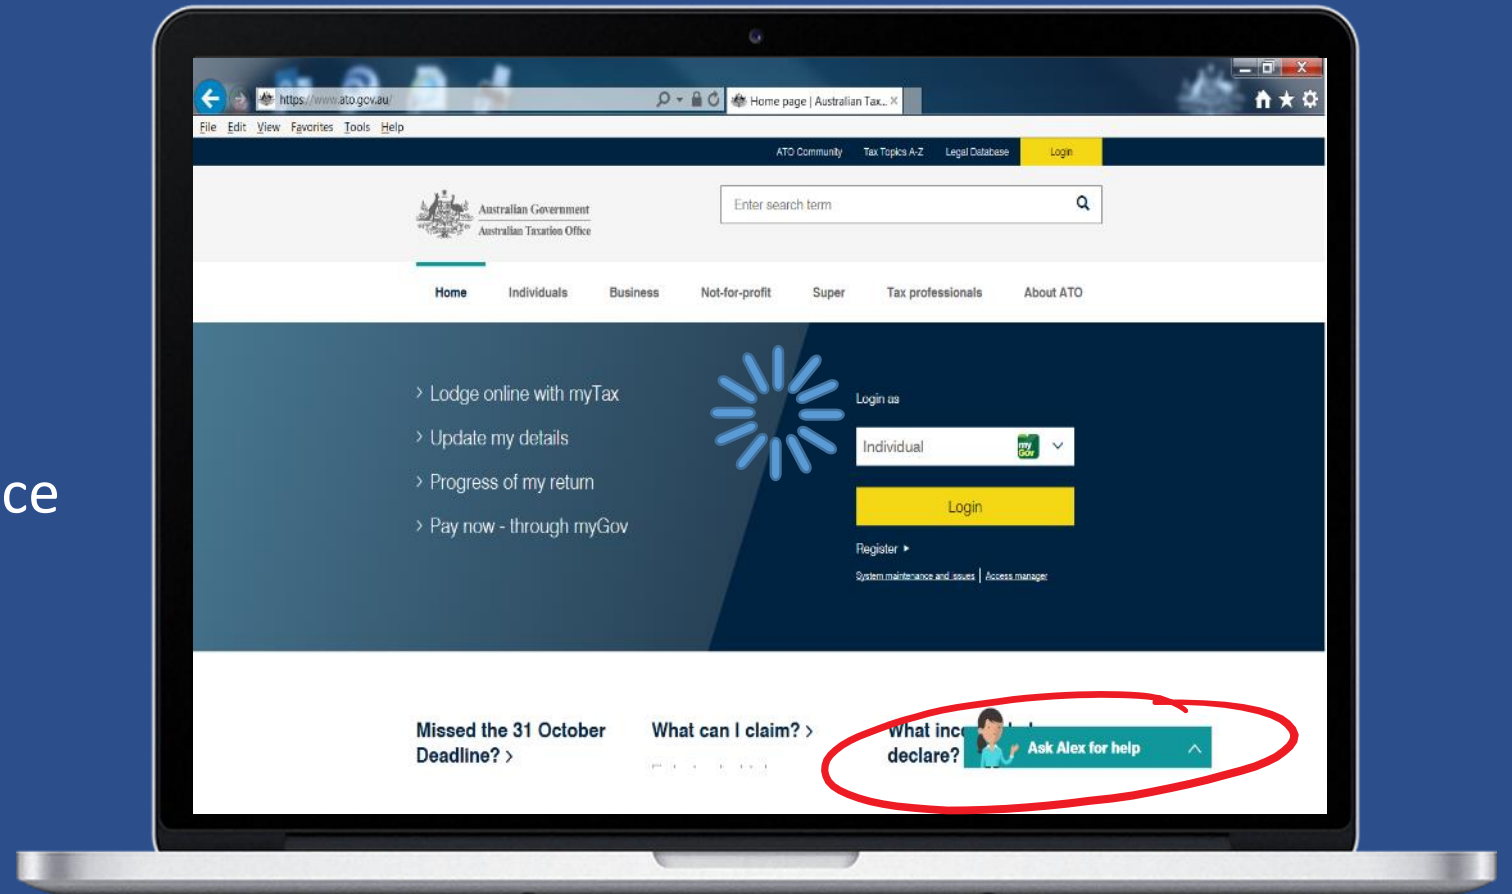 ce
https://www.ato.gov.au/
Home page | Australian Tax...
File Edit View Favorites Tools Help
ATO Community Tax Topics A-Z Legal Database Login
Australian Government
Australian Taxation Office
Enter search term
Home Individuals Business Not-for-profit Super Tax professionals About ATO
> Lodge online with myTax
> Update my details
> Progress of my return
> Pay now - through myGov
Login as
Individual
my
Gov
Login
Register
System maintenance and issues | Access manager
Missed the 31 October
Deadline? >
What can I claim? >
What
declare?
Ask Alex for help